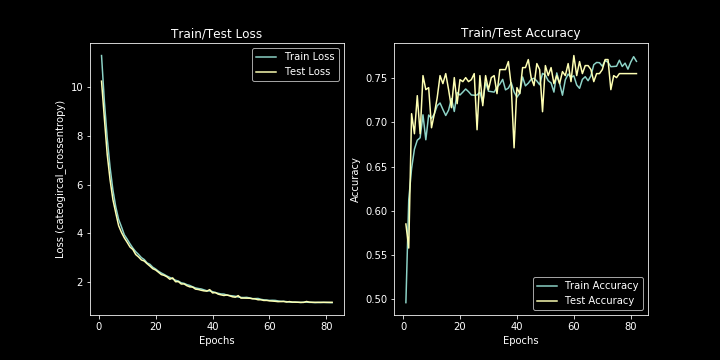 Train/Test Loss
Train Loss
Test Loss
10
8
6
4
2
Loss (cateogircal_crossentropy)
0
20
40
60
80
Epochs
Train/Test Accuracy
0.75
0.70
0.65
0.60
0.55
0.50
Accuracy
Train Accuracy
Test Accuracy
0
20
40
60
80
Epochs